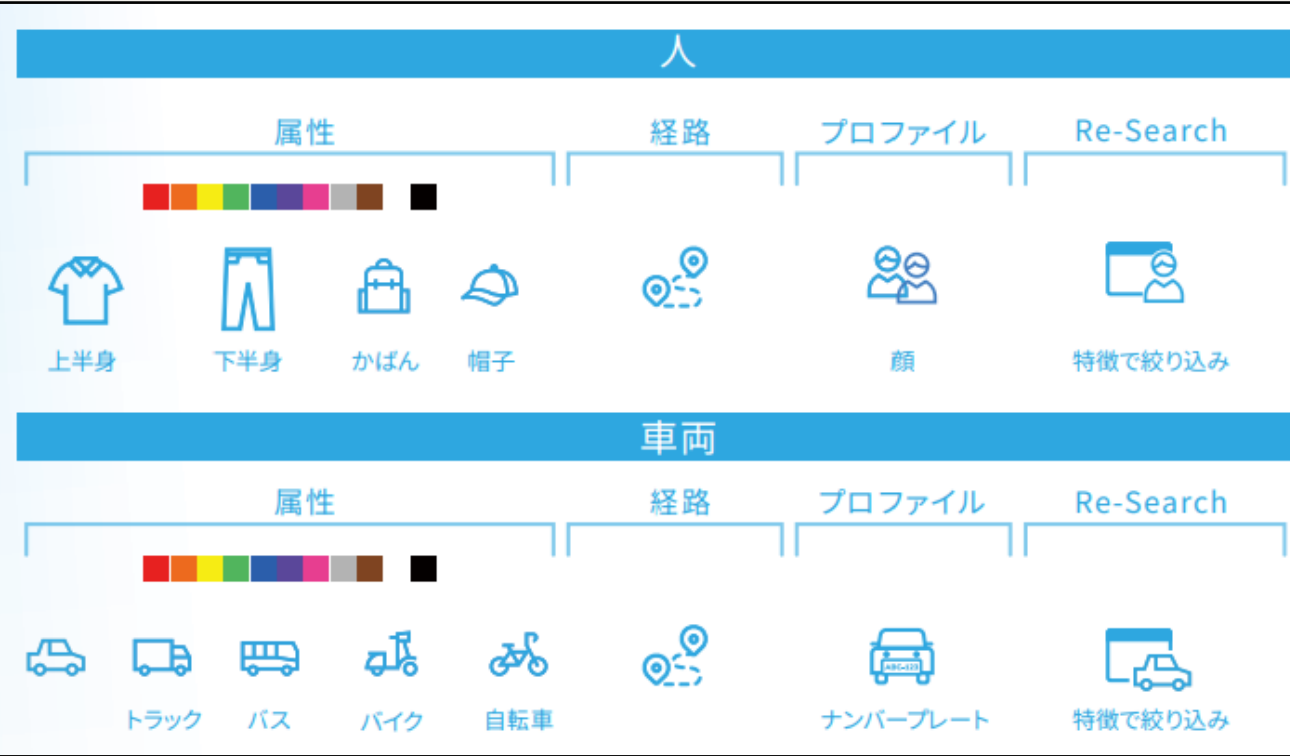 人
属性 経路 プロファイル Re-Search
上半身 下半身 かばん 帽子 顔 特徴で絞り込み
車両
属性 経路 プロファイル Re-Search
ABC-123
トラック バス バイク 自転車 ナンバープレート 特徴で絞り込み